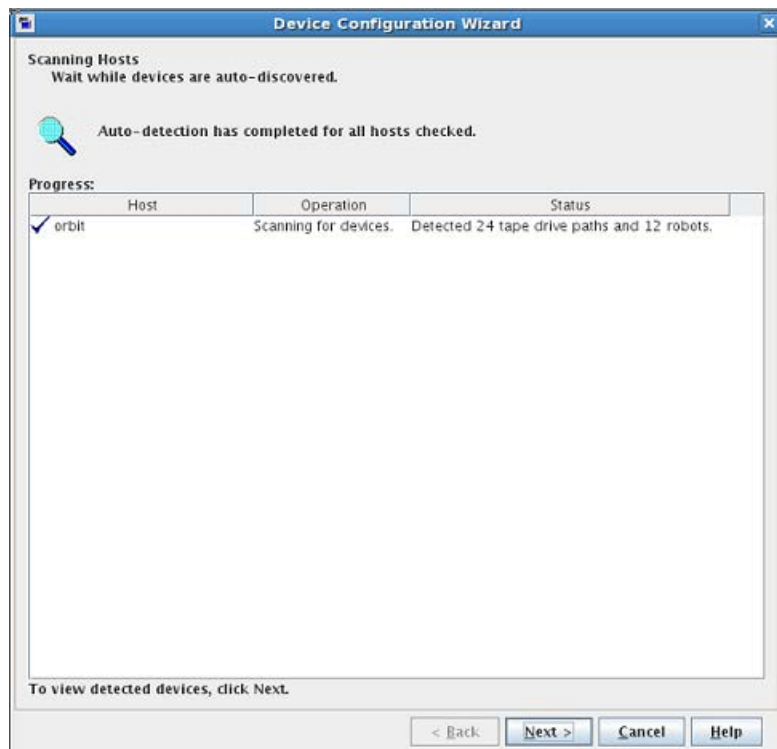 Device Configuration Wizard
Scanning Hosts
Wait while devices are auto-discovered.
Auto-detection has completed for all hosts checked.
Progress:
Host Operation Status
orbit Scanning for devices. Detected 24 tape drive paths and 12 robots.
To view detected devices, click Next.
< Back Next > Cancel Help